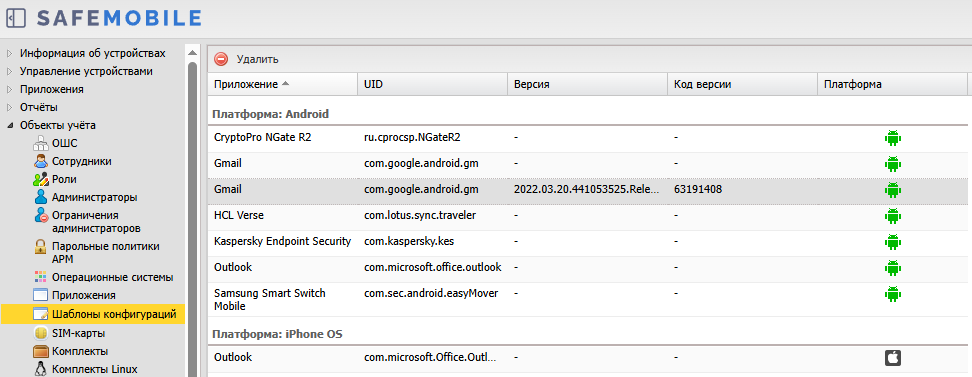 SAFEMOBILE
Информация об устройствах
Управление устройствами
Приложения
Отчёты
Объекты учёта
ОШС
Сотрудники
Роли
Администраторы
Ограничения
администраторов
Парольные политики
АРМ
Операционные системы
Приложения
Шаблоны конфигураций
SIM-карты
Комплекты
Комплекты Linux
Удалить
Приложение UID Версия Код версии Платформа
Платформа: Android
CryptoPro NGate R2 ru.cprocsp.NGateR2 - -
Gmail com.google.android.gm - -
Gmail com.google.android.gm 2022.03.20.441053525.Rele... 63191408
HCL Verse com.lotus.sync.traveler - -
Kaspersky Endpoint Security com.kaspersky.kes - -
Outlook com.microsoft.office.outlook - -
Samsung Smart Switch com.sec.android.easyMover - -
Mobile
Платформа: iPhone OS
Outlook com.microsoft.Office.Outl... - -